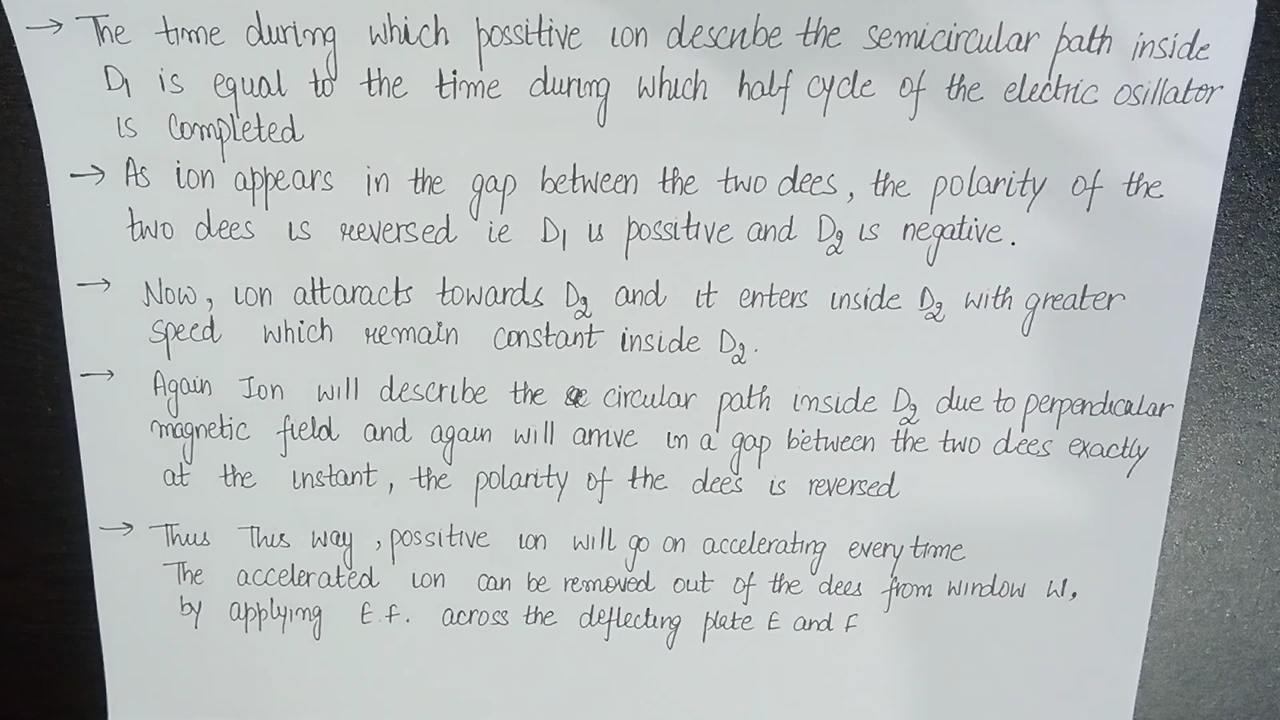 → The time during which possitive ion describe the semicircular path inside
D1 is equal to the time during which half cycle of the electric osillator
is completed
→ As ion appears in the gap between the two dees, the polarity of the
two dees is reversed ie D1 is possitive and D2 is negative.
→ Now, ion attaracts towards D2 and it enters inside D2 with greater
speed which remain constant inside D2.
→ Again Ion will describe the circular path inside D2 due to perpendicular
magnetic field and again will arrive in a gap between the two dees exactly
at the instant, the polarity of the dees is reversed
→ Thus This way, possitive ion will go on accelerating every time
The accelerated ion can be removed out of the dees from window W,
by applying E.f. across the deflecting plate E and F